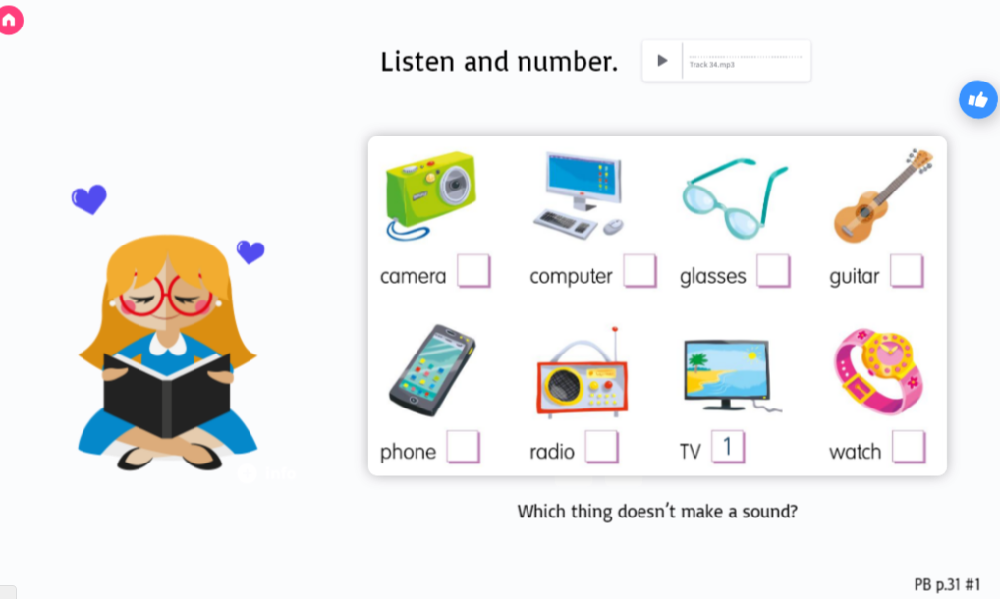 Listen and number.
Track 34.mp3
camera computer glasses guitar
phone radio TV 1 watch
Which thing doesn't make a sound?
PB p.31 #1